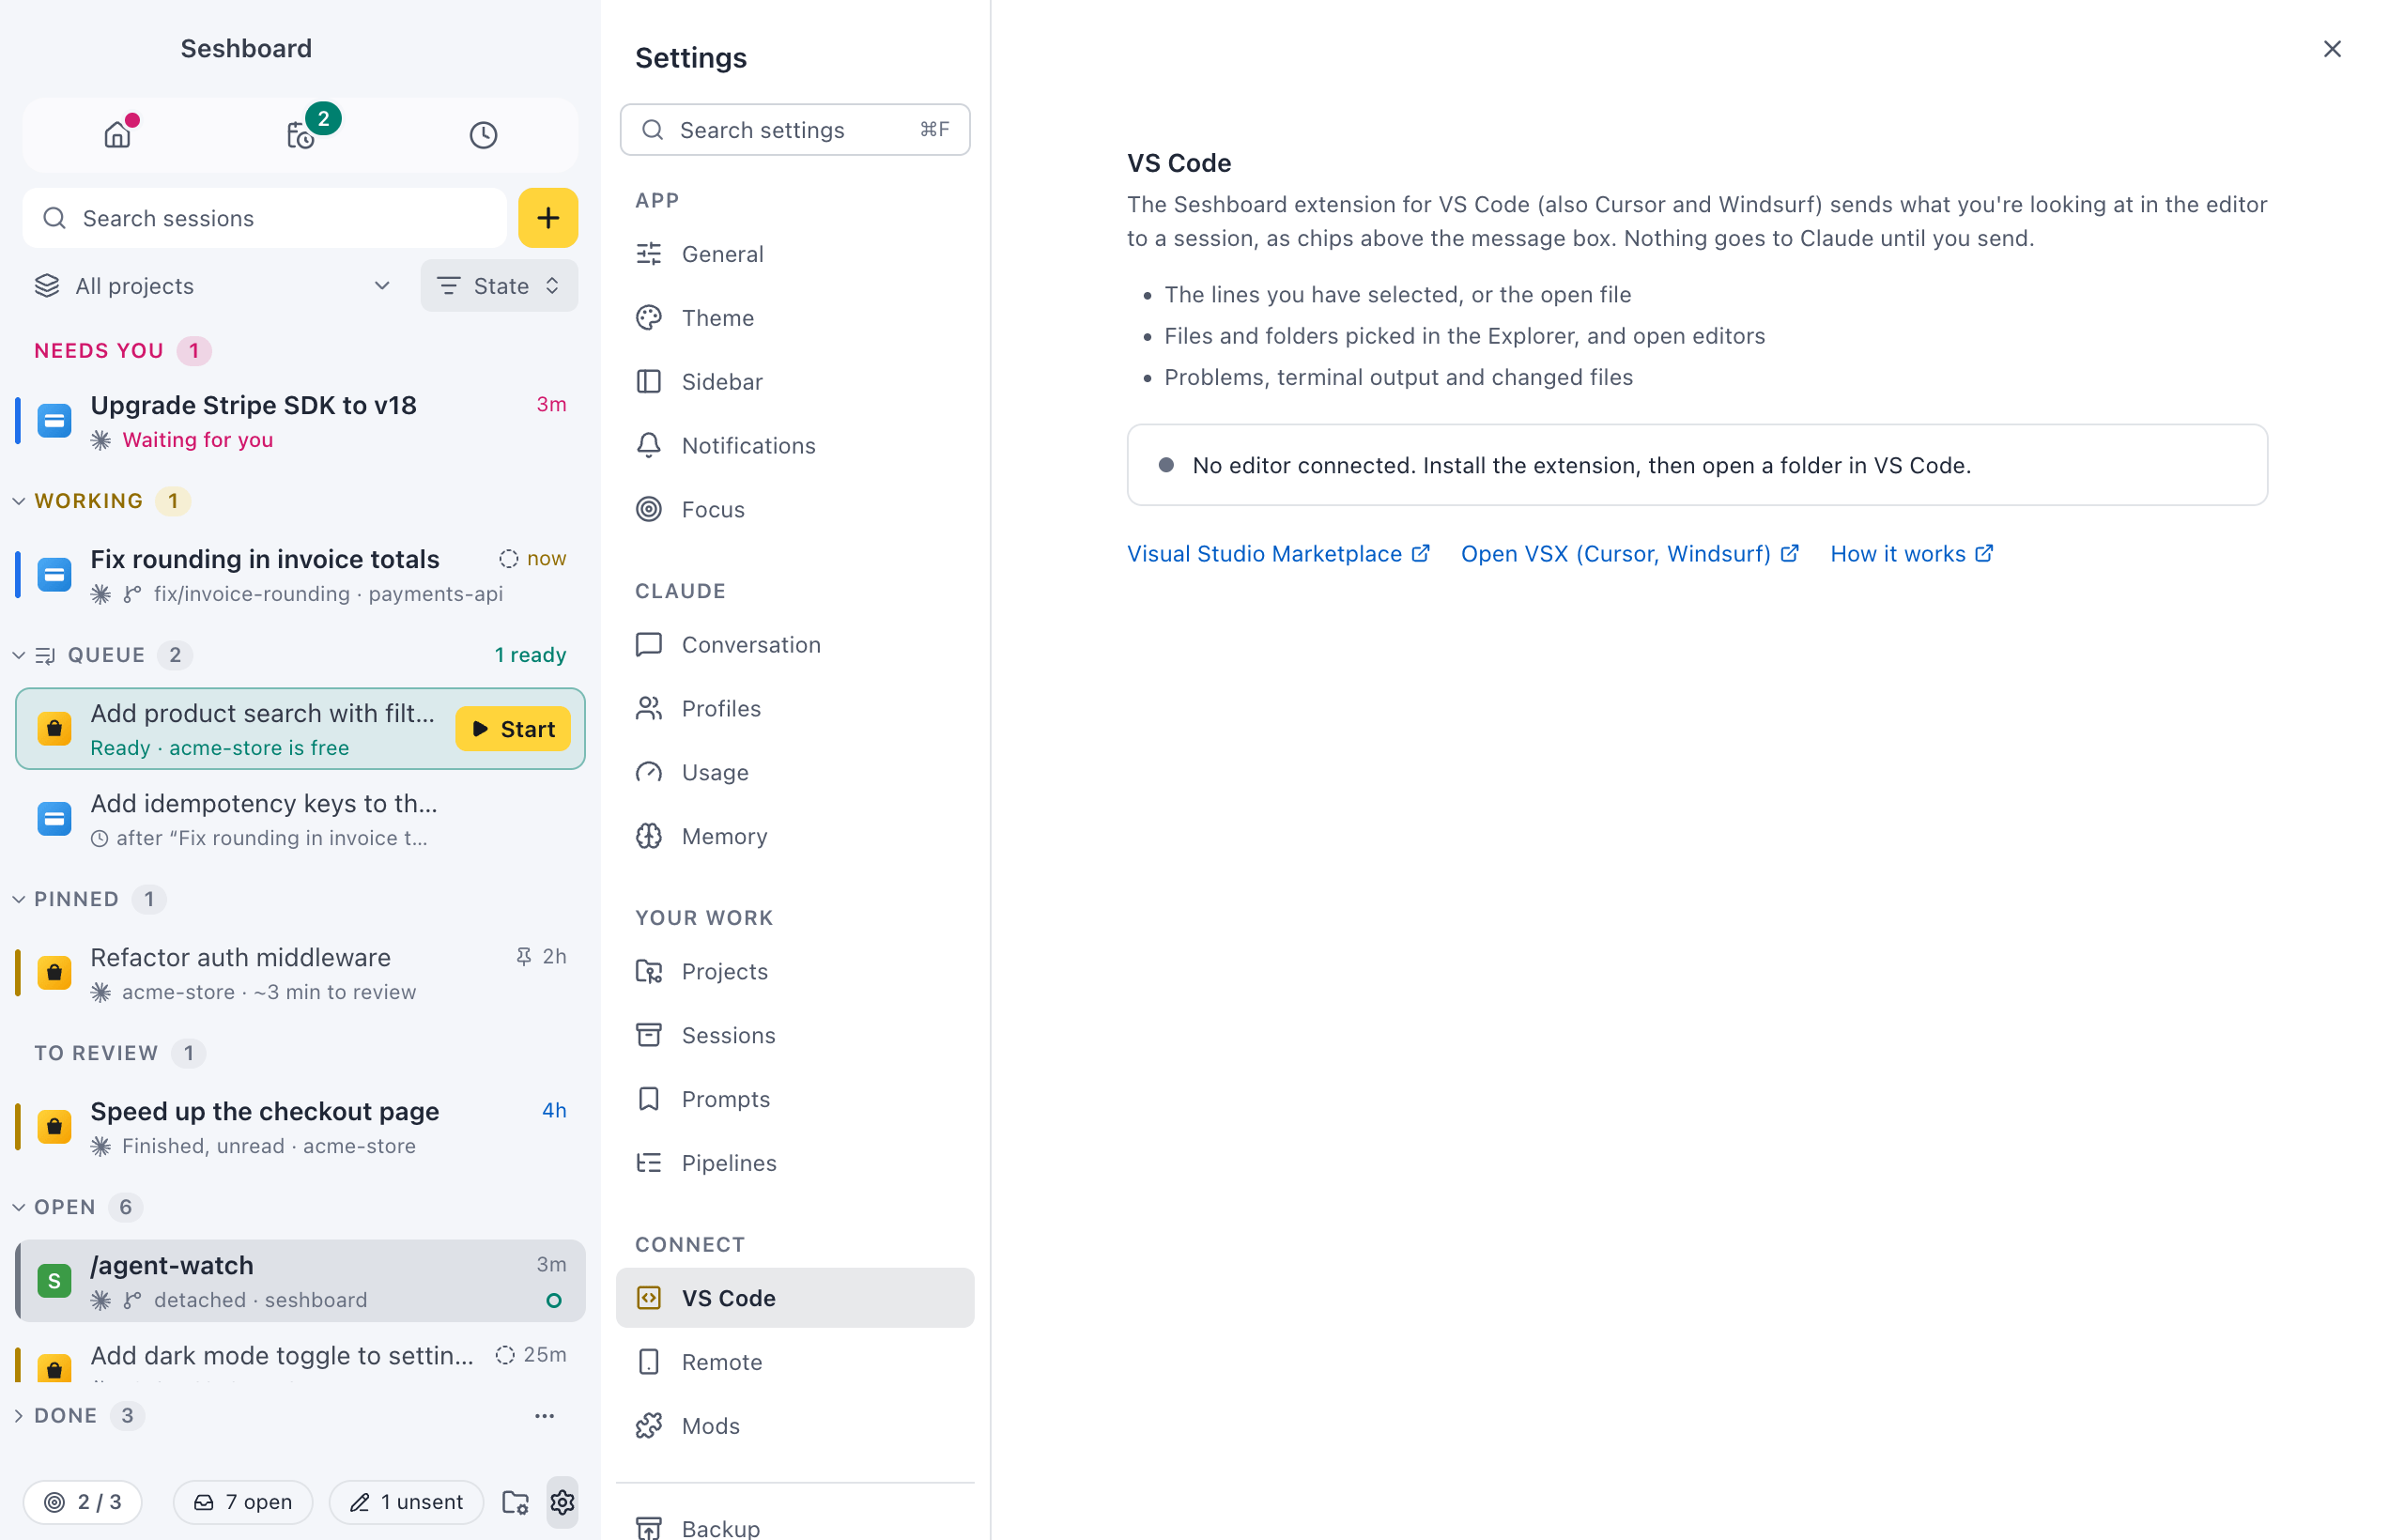 Seshboard
2
Search sessions
All projects
State
NEEDS YOU 1
Upgrade Stripe SDK to v18
3m
Waiting for you
WORKING 1
Fix rounding in invoice totals
now
fix/invoice-rounding · payments-api
QUEUE 2
1 ready
Add product search with filt...
Ready · acme-store is free
Start
Add idempotency keys to th...
after “Fix rounding in invoice t...
PINNED 1
Refactor auth middleware
2h
acme-store · ~3 min to review
TO REVIEW 1
Speed up the checkout page
4h
Finished, unread · acme-store
OPEN 6
S
/agent-watch
3m
detached · seshboard
Add dark mode toggle to settin...
25m
DONE 3
2 / 3
7 open
1 unsent
Settings
Search settings
⌘F
APP
General
Theme
Sidebar
Notifications
Focus
CLAUDE
Conversation
Profiles
Usage
Memory
YOUR WORK
Projects
Sessions
Prompts
Pipelines
CONNECT
VS Code
Remote
Mods
Backup
VS Code
The Seshboard extension for VS Code (also Cursor and Windsurf) sends what you're looking at in the editor
to a session, as chips above the message box. Nothing goes to Claude until you send.
• The lines you have selected, or the open file
• Files and folders picked in the Explorer, and open editors
• Problems, terminal output and changed files
No editor connected. Install the extension, then open a folder in VS Code.
Visual Studio Marketplace
Open VSX (Cursor, Windsurf)
How it works